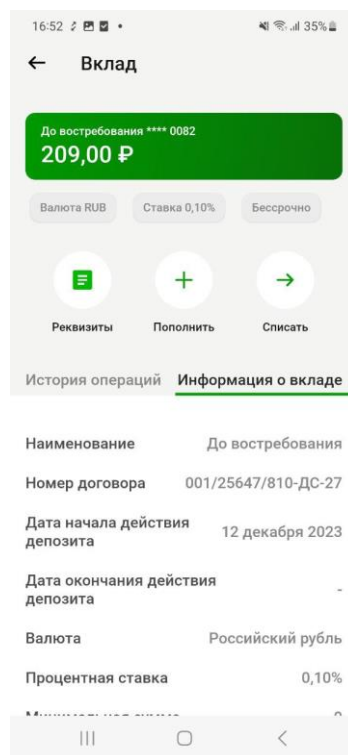 16:52
35%
Вклад
До востребования **** 0082
209,00 ₽
Валюта RUB Ставка 0,10% Бессрочно
Реквизиты Пополнить Списать
История операций Информация о вкладе
Наименование До востребования
Номер договора 001/25647/810-ДС-27
Дата начала действия
депозита
12 декабря 2023
Дата окончания действия
депозита
-
Валюта Российский рубль
Процентная ставка 0,10%